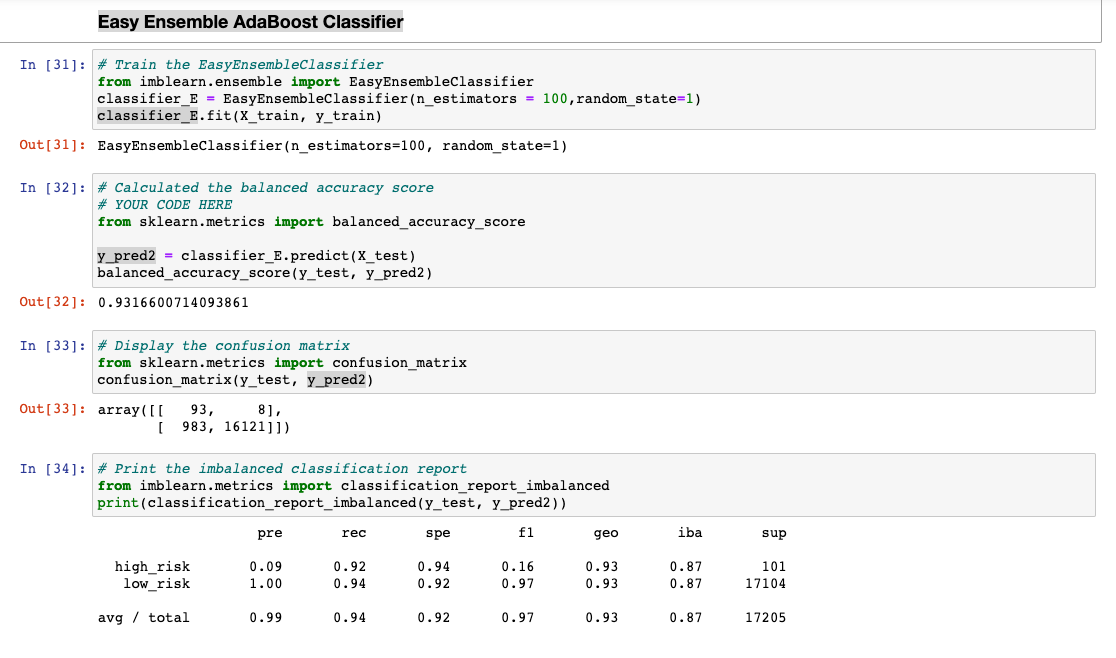 Easy Ensemble AdaBoost Classifier
In [31]: # Train the EasyEnsembleClassifier
from imblearn.ensemble import EasyEnsembleClassifier
classifier_E = EasyEnsembleClassifier(n_estimators = 100,random_state=1)
classifier_E.fit(X_train, y_train)
Out[31]: EasyEnsembleClassifier(n_estimators=100, random_state=1)
In [32]: # Calculated the balanced accuracy score
# YOUR CODE HERE
from sklearn.metrics import balanced_accuracy_score
y_pred2 = classifier_E.predict(X_test)
balanced_accuracy_score(y_test, y_pred2)
Out[32]: 0.9316600714093861
In [33]: # Display the confusion matrix
from sklearn.metrics import confusion_matrix
confusion_matrix(y_test, y_pred2)
Out[33]: array([[   93,     8],
       [  983, 16121]])
In [34]: # Print the imbalanced classification report
from imblearn.metrics import classification_report_imbalanced
print(classification_report_imbalanced(y_test, y_pred2))
pre rec spe f1 geo iba sup
high_risk 0.09 0.92 0.94 0.16 0.93 0.87 101
low_risk 1.00 0.94 0.92 0.97 0.93 0.87 17104
avg / total 0.99 0.94 0.92 0.97 0.93 0.87 17205